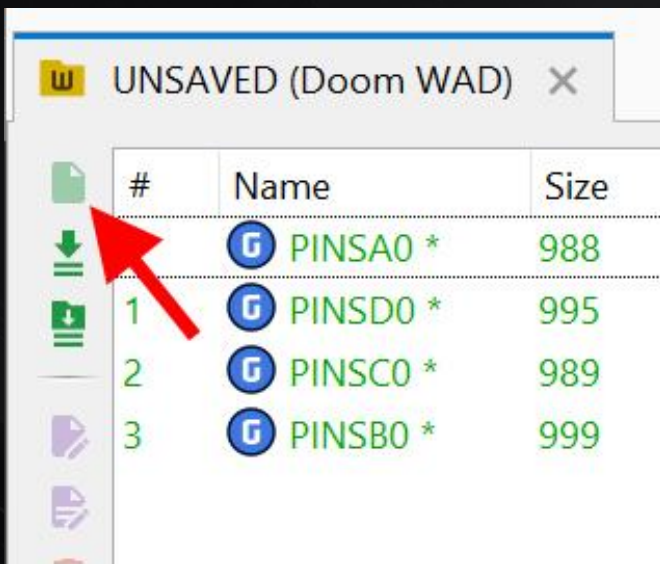 UNSAVED (Doom WAD)
# Name Size
PINSA0 * 988
1 PINSD0 * 995
2 PINSC0 * 989
3 PINSB0 * 999